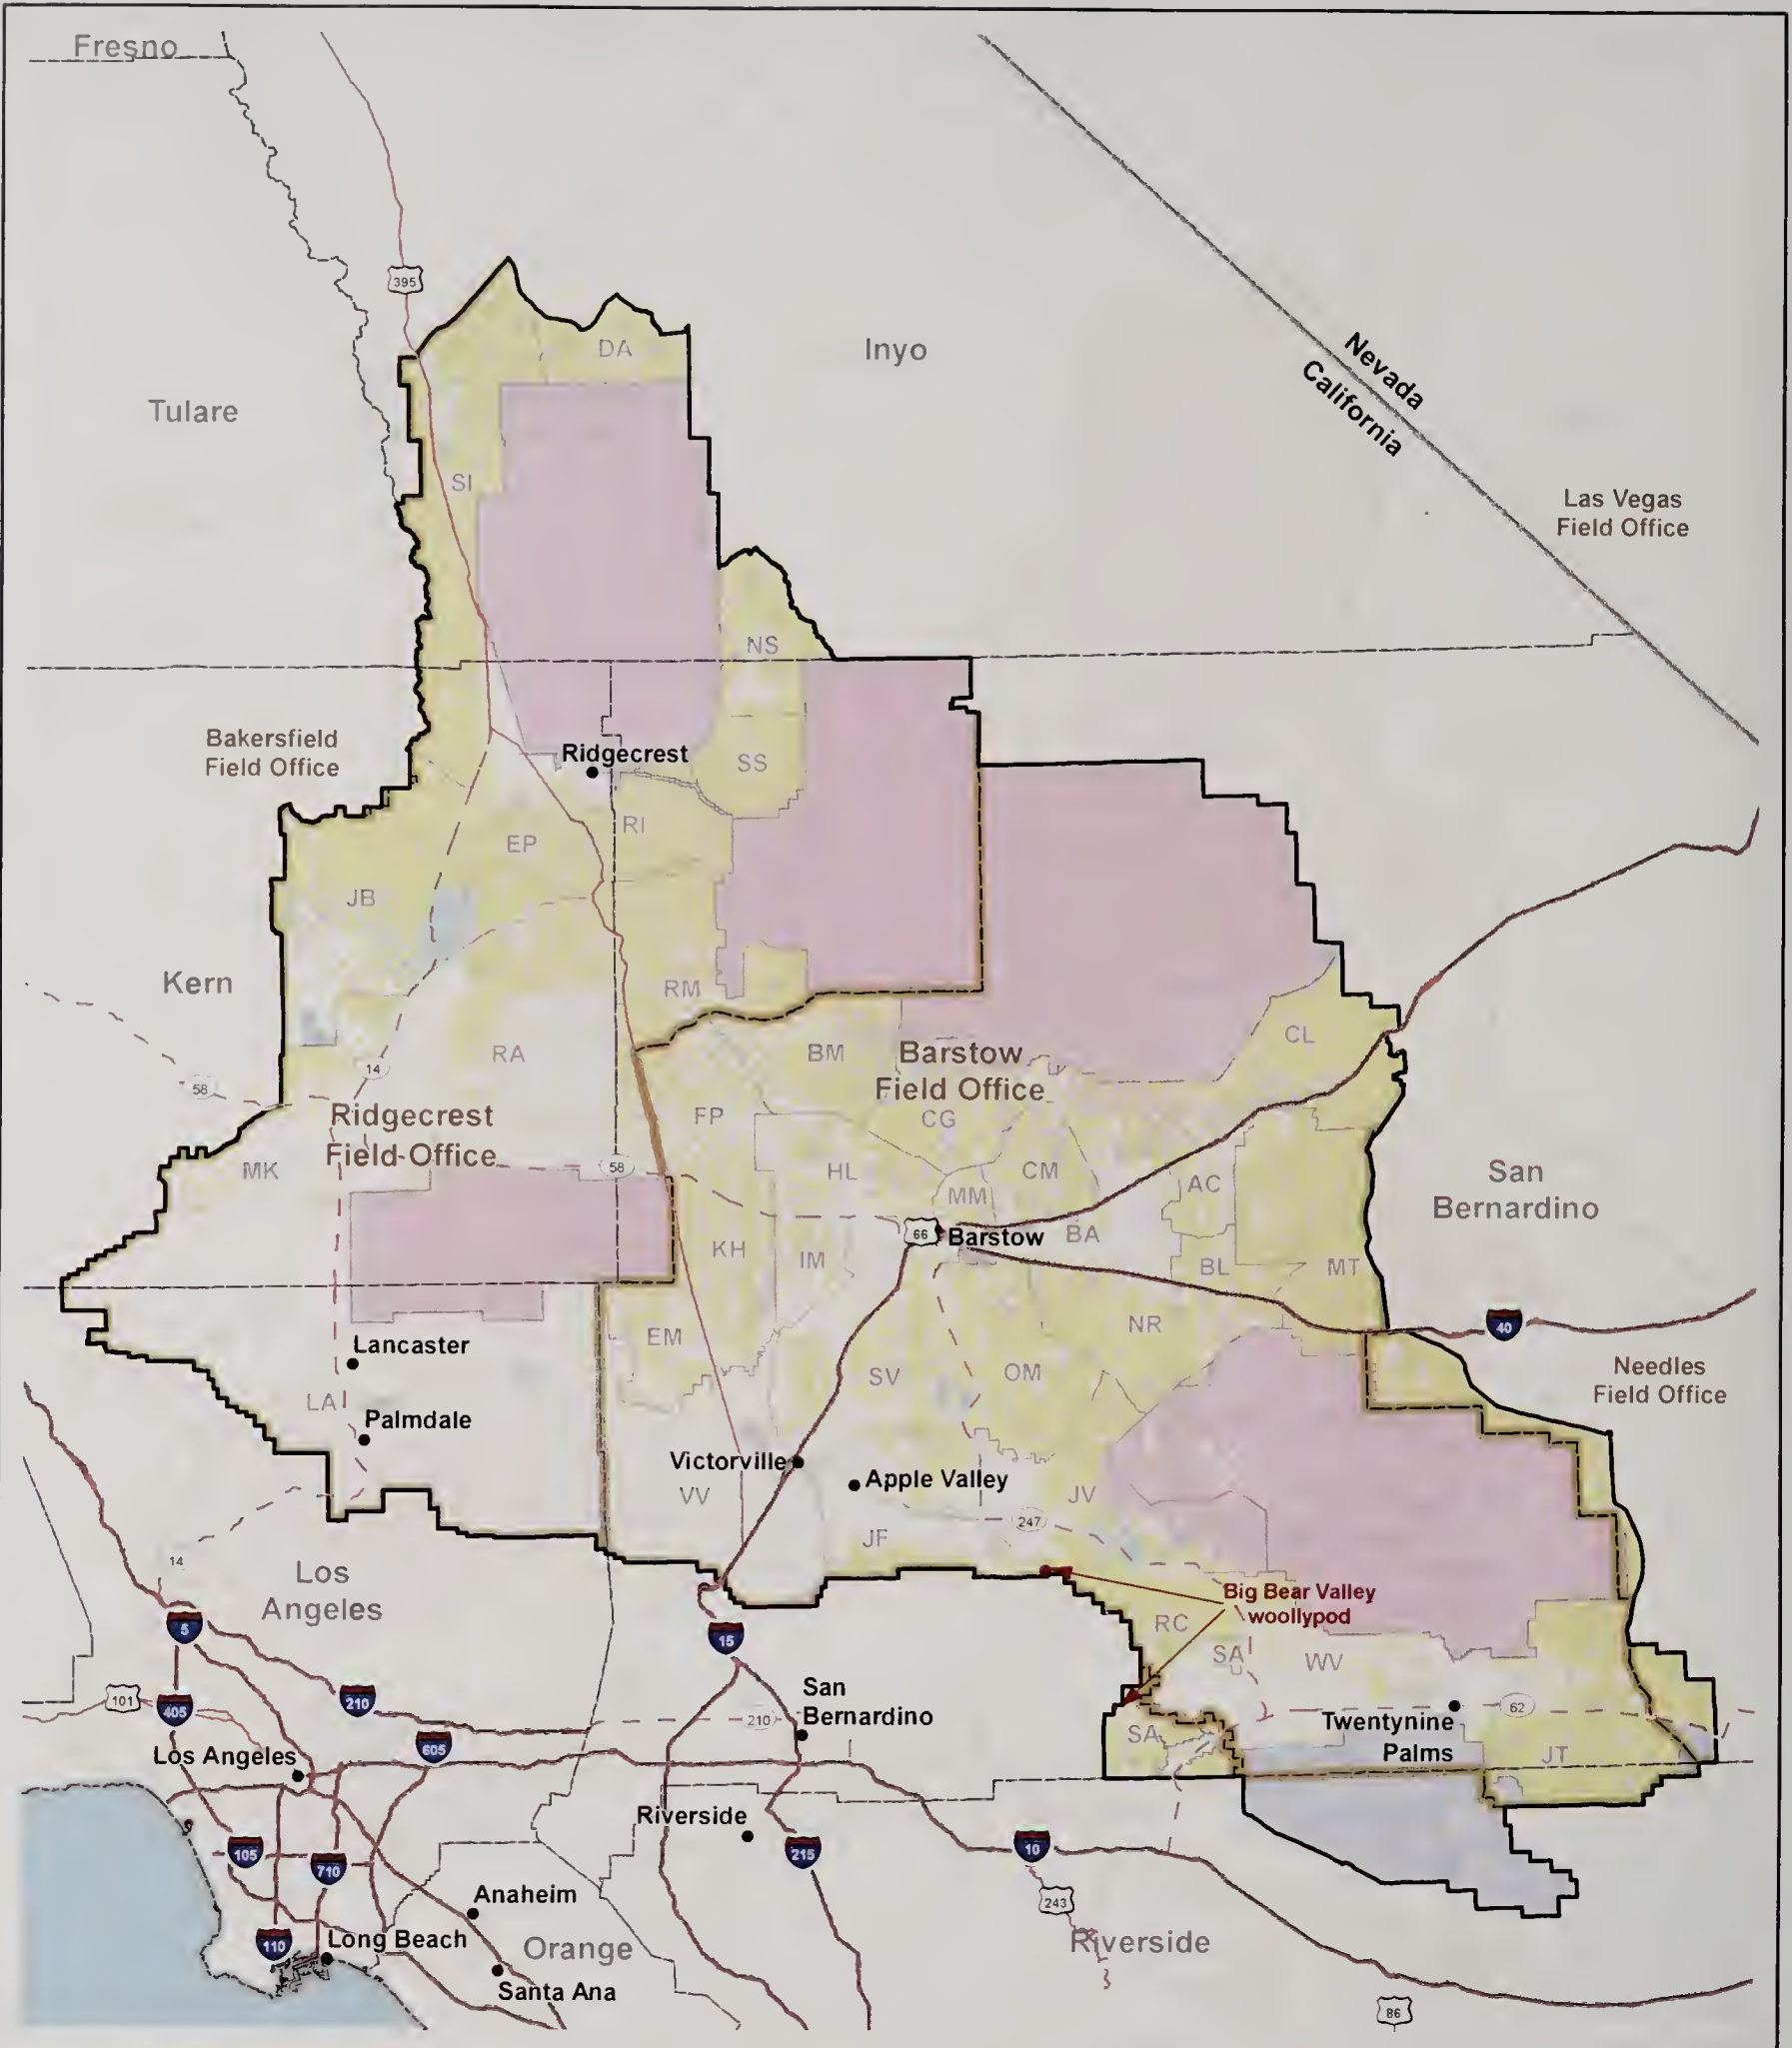 Fresno
395
DA
Inyo
Nevada
California
Tulare
SI
Las Vegas
Field Office
NS
Bakersfield
Field Office
Ridgecrest
SS
RI
EP
JB
Kern
RM
CL
RA
BM
Barstow
Field Office
14
58
Ridgecrest
Field Office
FP
CG
MK
58
HL
CM
MM
AC
San
Bernardino
66
Barstow
BA
KH
IM
BL
MT
EM
NR
40
Lancaster
SV
OM
Needles
Field Office
LA
Palmdale
Victorville
VV
Apple Valley
JV
247
JF
14
Los
Angeles
Big Bear Valley
woollypod
RC
5
15
SA
WV
101
405
210
210
San
Bernardino
62
Twentynine
Palms
SA
JT
605
Los Angeles
Riverside
105
710
215
10
243
Anaheim
110
Long Beach
Orange
Riverside
Santa Ana
86